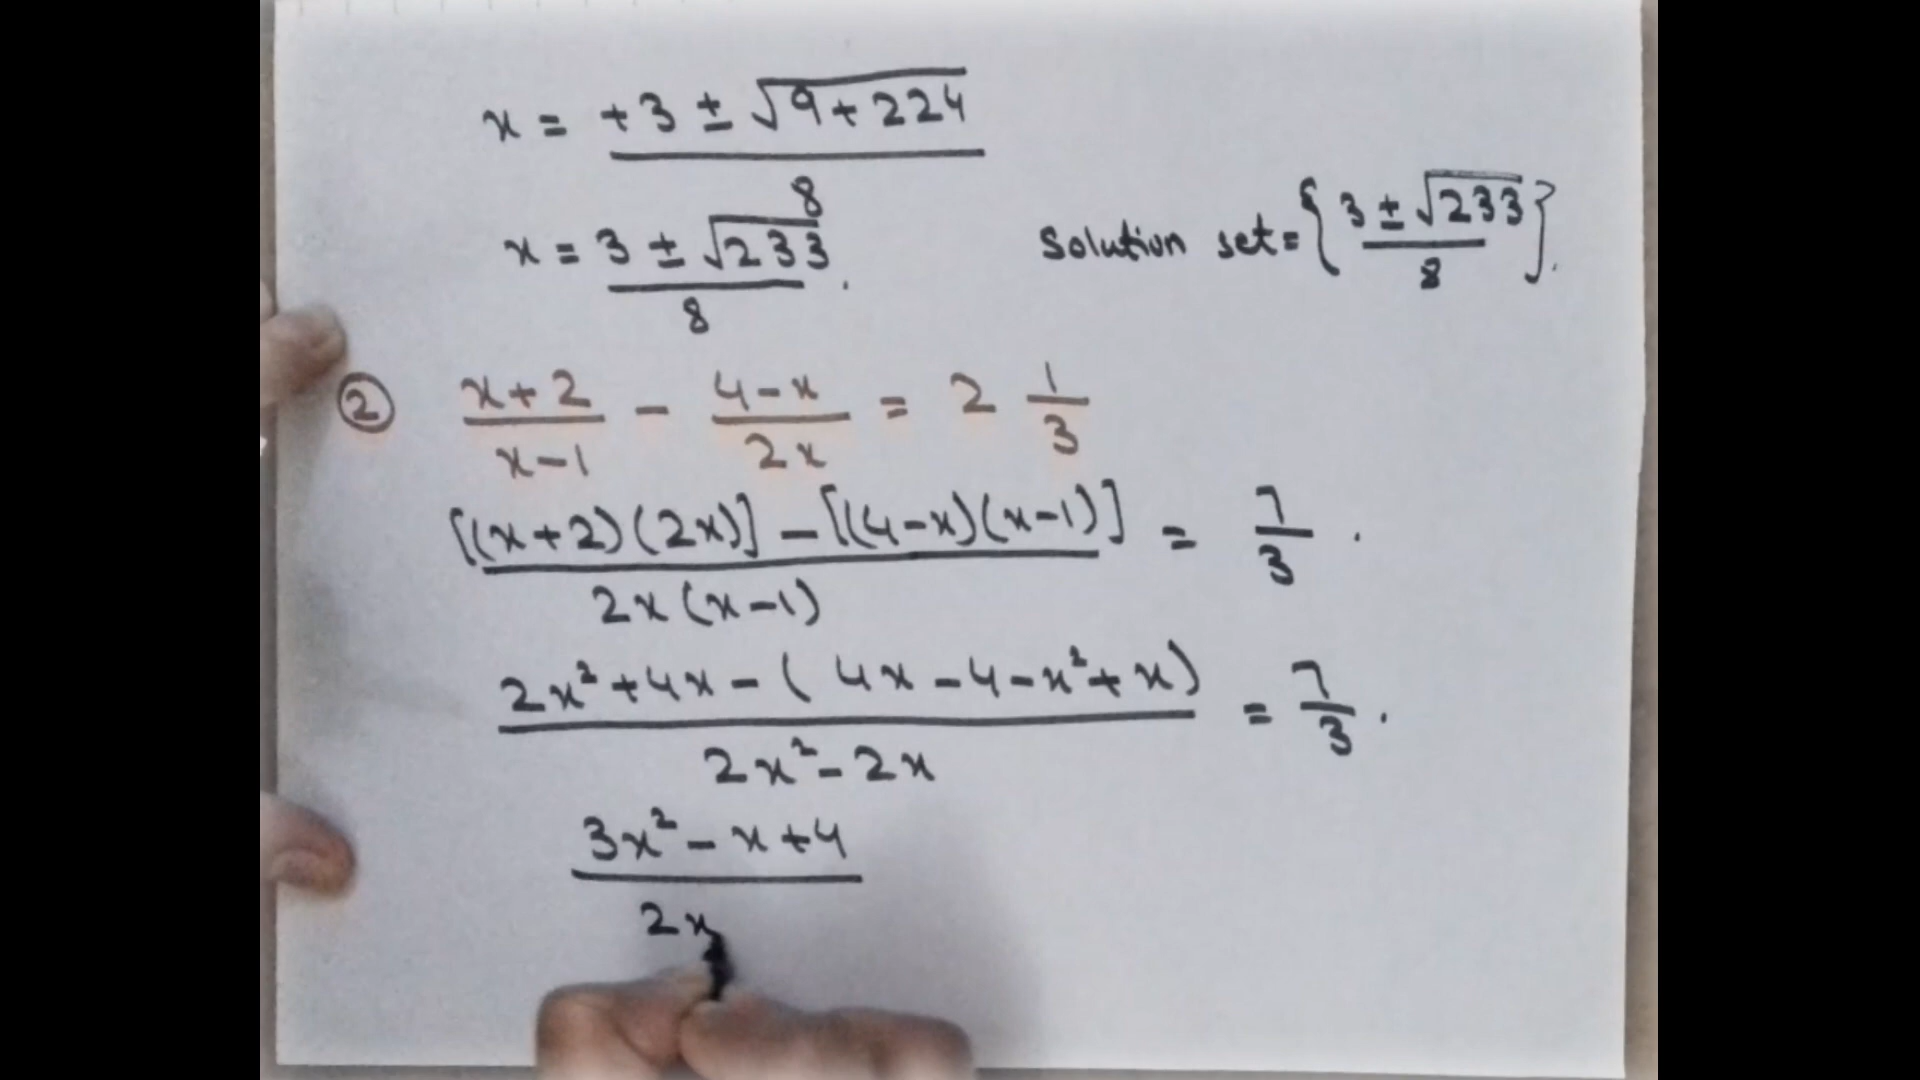 x = +3 ± √9+224 / 8
x = 3 ± √233 / 8 .
Solution set = { 3 ± √233 / 8 }.
② x+2 / x-1 - 4-x / 2x = 2 1/3
[(x+2)(2x)] - [(4-x)(x-1)] / 2x(x-1) = 7/3 .
2x² + 4x - ( 4x - 4 - x² + x) / 2x² - 2x = 7/3 .
3x² - x + 4 / 2x